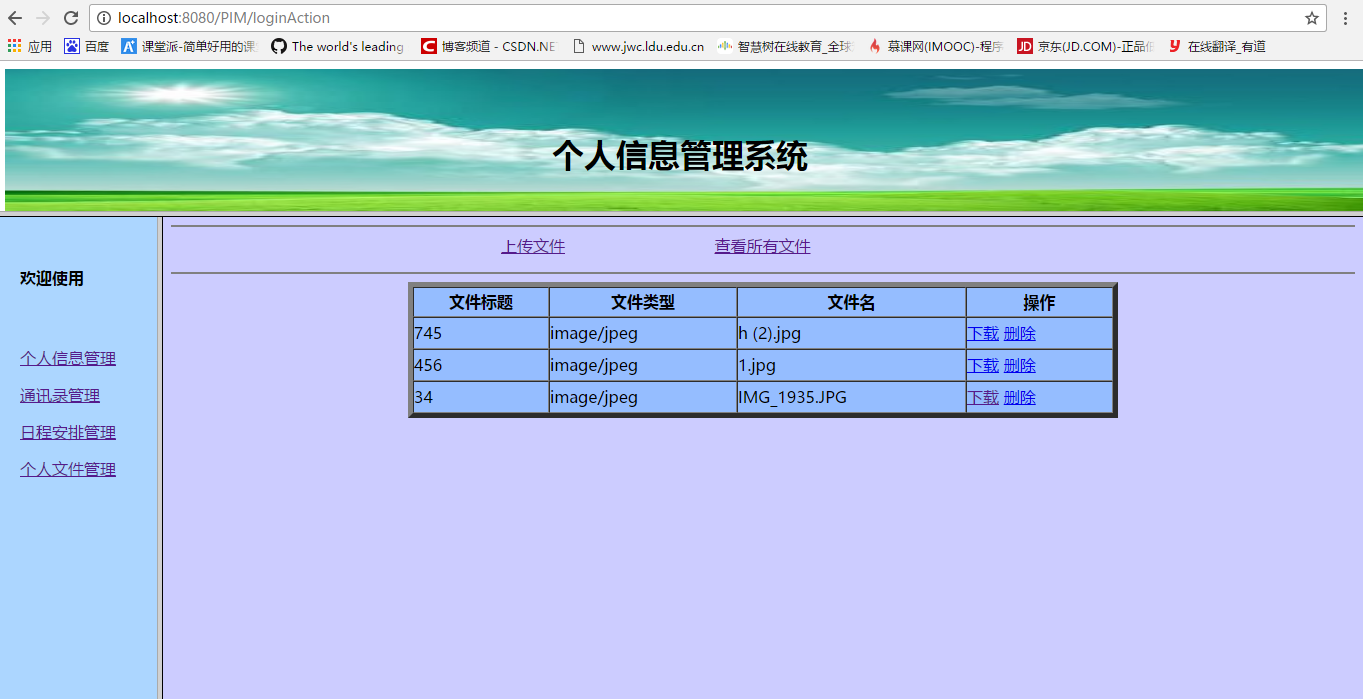 localhost:8080/PIM/loginAction
应用 百度 课堂派-简单好用的课 The world's leading 博客频道 - CSDN.NE www.jwc.ldu.edu.cn 智慧树在线教育_全球 慕课网(IMOOC)-程序 京东(JD.COM)-正品低 在线翻译_有道
个人信息管理系统
上传文件 查看所有文件
欢迎使用
个人信息管理
通讯录管理
日程安排管理
个人文件管理
文件标题 文件类型 文件名 操作
745 image/jpeg h (2).jpg 下载 删除
456 image/jpeg 1.jpg 下载 删除
34 image/jpeg IMG_1935.JPG 下载 删除